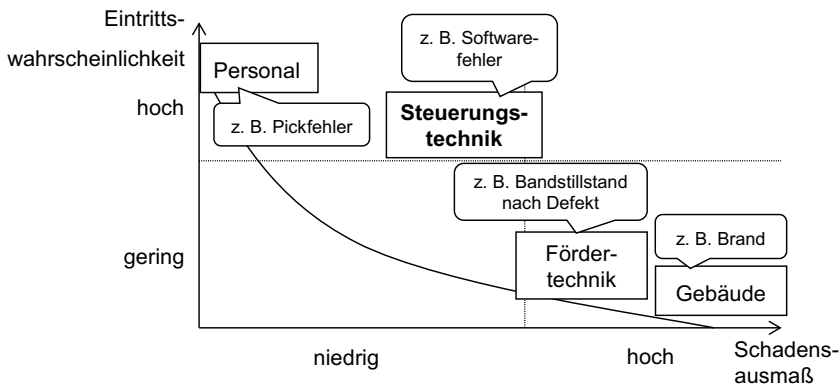 Eintritts-
wahrscheinlichkeit
hoch
gering
Personal
z. B. Pickfehler
z. B. Software-
fehler
Steuerungs-
technik
z. B. Bandstillstand
nach Defekt
Förder-
technik
z. B. Brand
Gebäude
niedrig
hoch
Schadens-
ausmaß